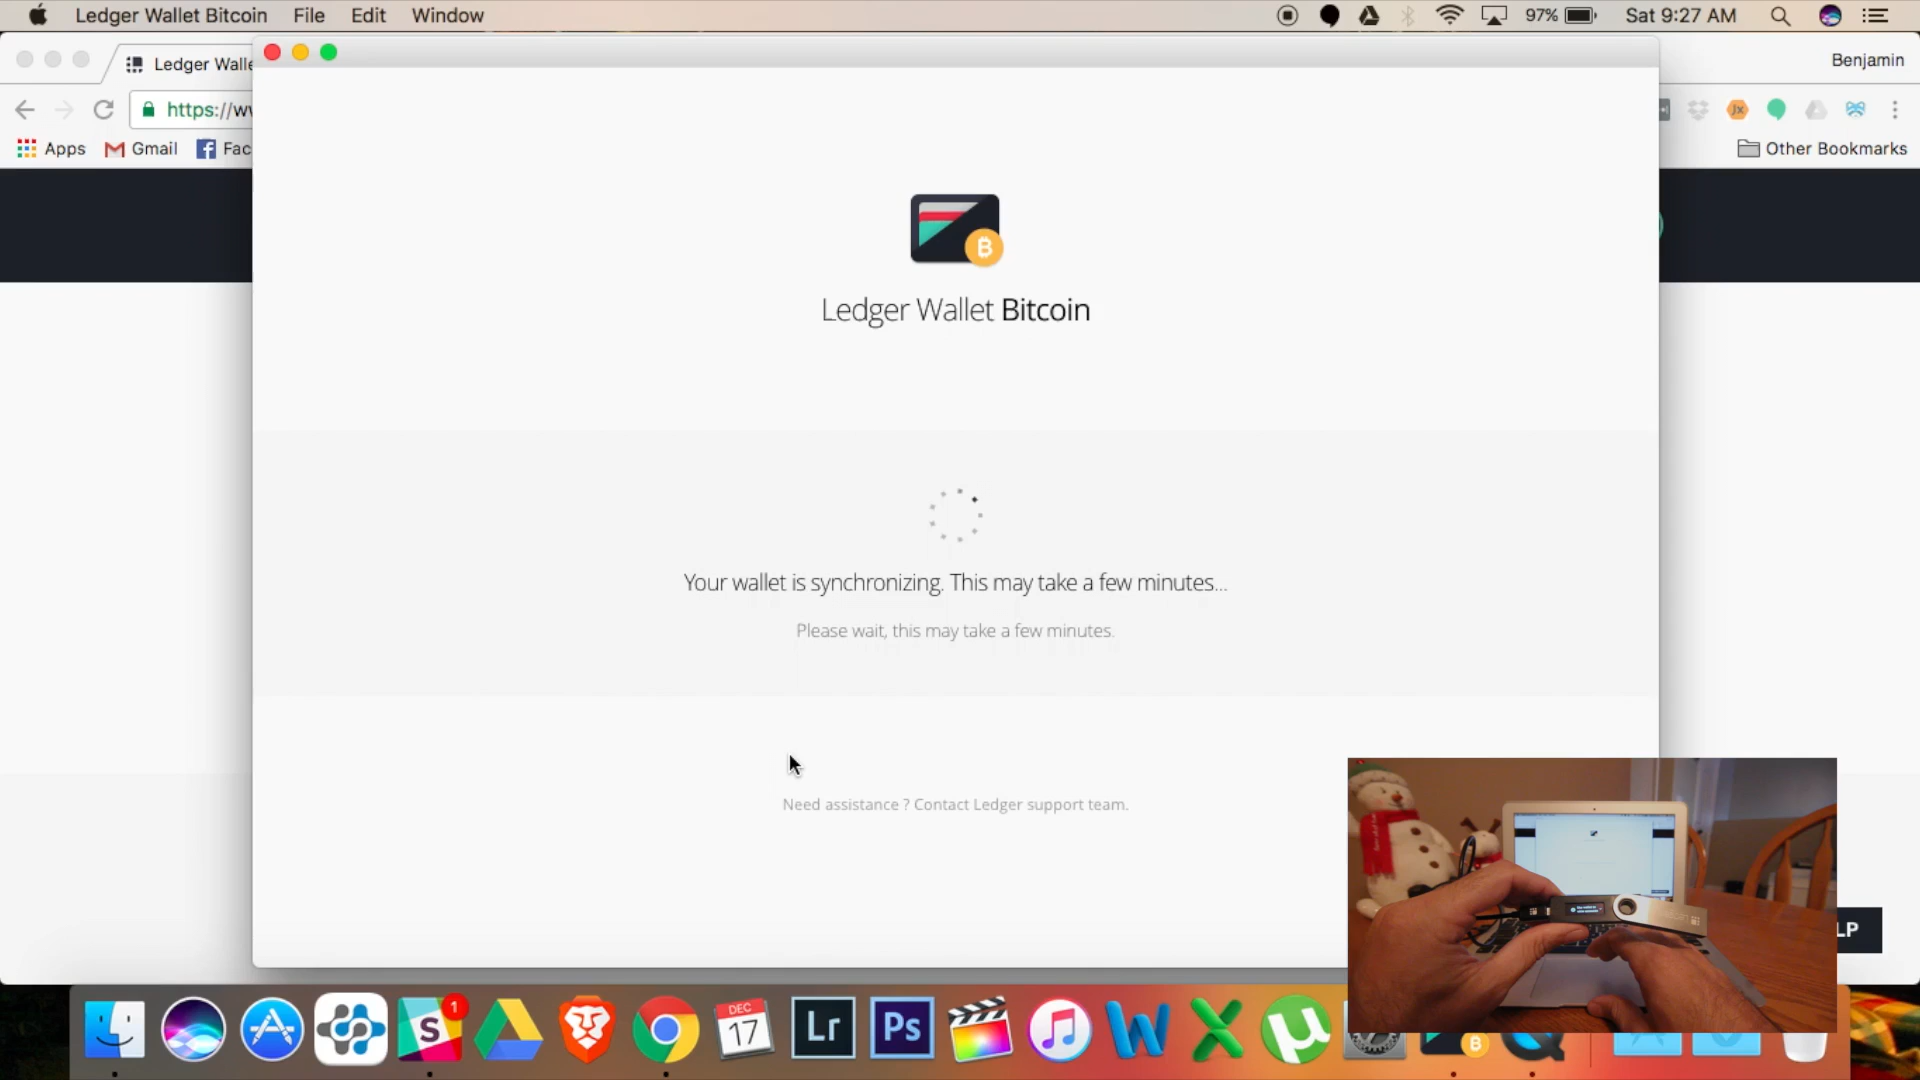 Ledger Wallet Bitcoin File Edit Window 97% Sat 9:27 AM
Ledger Walle
Benjamin
https://w
Apps Gmail Fac Other Bookmarks
Ledger Wallet Bitcoin
Your wallet is synchronizing. This may take a few minutes...
Please wait, this may take a few minutes.
Need assistance ? Contact Ledger support team.
LP
1
S
DEC
17
Lr
Ps